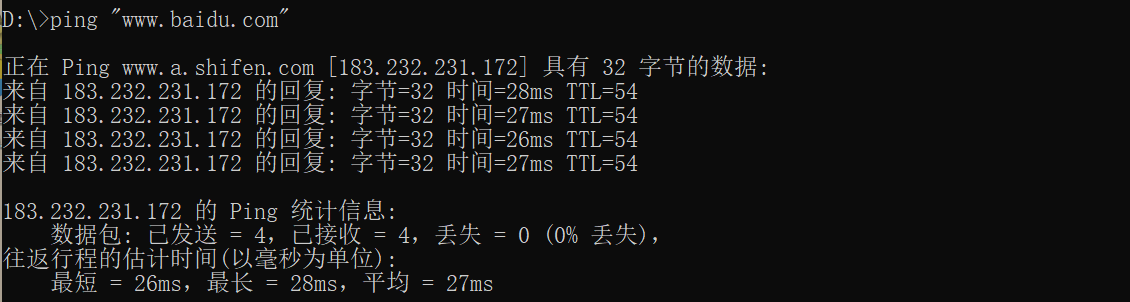 D:\>ping "www.baidu.com"
正在 Ping www.a.shifen.com [183.232.231.172] 具有 32 字节的数据:
来自 183.232.231.172 的回复: 字节=32 时间=28ms TTL=54
来自 183.232.231.172 的回复: 字节=32 时间=27ms TTL=54
来自 183.232.231.172 的回复: 字节=32 时间=26ms TTL=54
来自 183.232.231.172 的回复: 字节=32 时间=27ms TTL=54
183.232.231.172 的 Ping 统计信息:
数据包: 已发送 = 4，已接收 = 4，丢失 = 0 (0% 丢失)，
往返行程的估计时间(以毫秒为单位):
最短 = 26ms，最长 = 28ms，平均 = 27ms